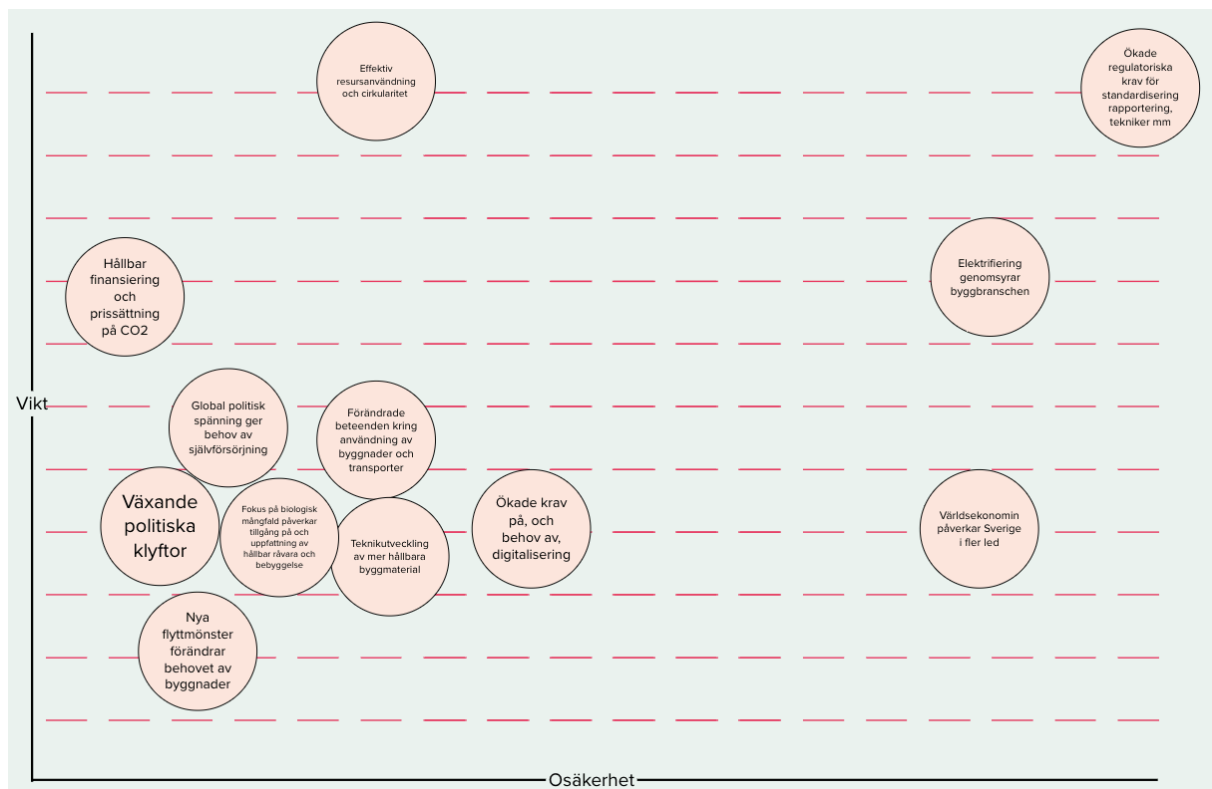 Effektiv
resursanvändning
och cirkularitet
Ökade
regulatoriska
krav för
standardisering
rapportering,
tekniker mm
Hållbar
finansiering
och
prissättning
på CO2
Elektrifiering
genomsyrar
byggbranschen
Vikt
Global politisk
spänning ger
behov av
självförsörjning
Förändrade
beteenden kring
användning av
byggnader och
transporter
Växande
politiska
klyftor
Fokus på biologisk
mångfald påverkar
tillgång på och
uppfattning av
hållbar råvara och
bebyggelse
Teknikutveckling
av mer hållbara
byggmaterial
Ökade krav
på, och
behov av,
digitalisering
Världsekonomin
påverkar Sverige
i fler led
Nya
flyttmönster
förändrar
behovet av
byggnader
Osäkerhet